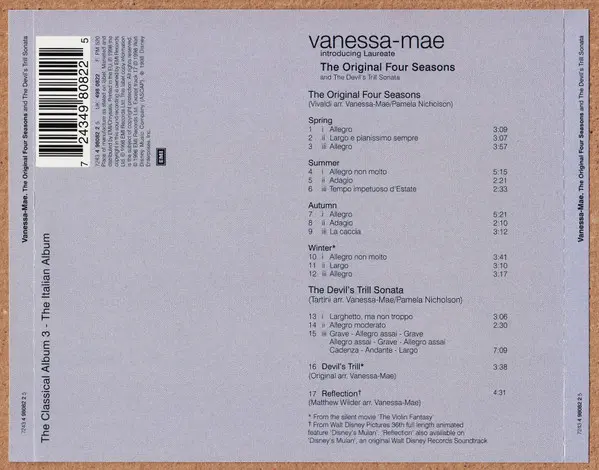 vanessa-mae
introducing Laureate
The Original Four Seasons
and The Devil's Trill Sonata
The Original Four Seasons
(Vivaldi arr. Vanessa-Mae/Pamela Nicholson)
Spring
1 i Allegro 3:09
2 ii Largo e pianissimo sempre 3:07
3 iii Allegro 3:57
Summer
4 i Allegro non molto 5:15
5 ii Adagio 2:21
6 iii Tempo impetuoso d'Estate 2:33
Autumn
7 i Allegro 5:21
8 ii Adagio 2:10
9 iii La caccia 3:12
Winter*
10 i Allegro non molto 3:41
11 ii Largo 3:10
12 iii Allegro 3:17
The Devil's Trill Sonata
(Tartini arr. Vanessa-Mae/Pamela Nicholson)
13 i Larghetto, ma non troppo 3:06
14 ii Allegro moderato 2:30
15 iii Grave - Allegro assai - Grave
Allegro assai - Grave - Allegro assai
Cadenza - Andante - Largo 7:09
16 Devil's Trill* 3:38
(Original arr. Vanessa-Mae)
17 Reflection† 4:31
(Matthew Wilder arr. Vanessa-Mae)
* From the silent movie 'The Violin Fantasy'
† From Walt Disney Pictures 36th full length animated
feature 'Disney's Mulan'. 'Reflection' also available on
'Disney's Mulan', an original Walt Disney Records Soundtrack
Vanessa-Mae. The Original Four Seasons and The Devil's Trill Sonata
7243 4 98082 2 5
The Classical Album 3 - The Italian Album
7 24349 80822 5
EMI
Vanessa-Mae. The Original Four Seasons and The Devil's Trill Sonata
7243 4 98082 2 5